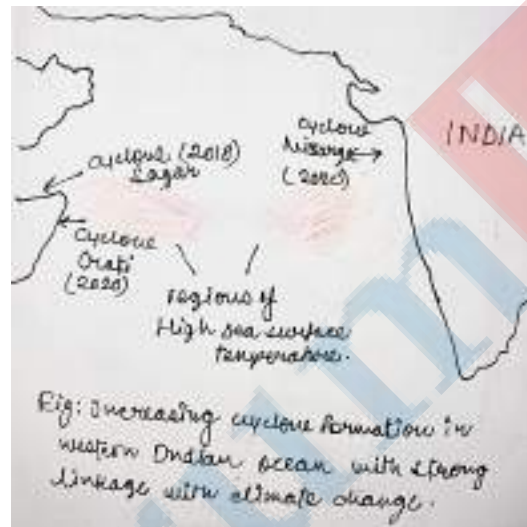 INDIA
cyclone
Nisarga
(2020)
cyclone (2018)
Sagar
cyclone
(2020)
regions of
High sea surface
temperature.
Fig: Increasing cyclone formation in
western Indian ocean with strong
linkage with climate change.